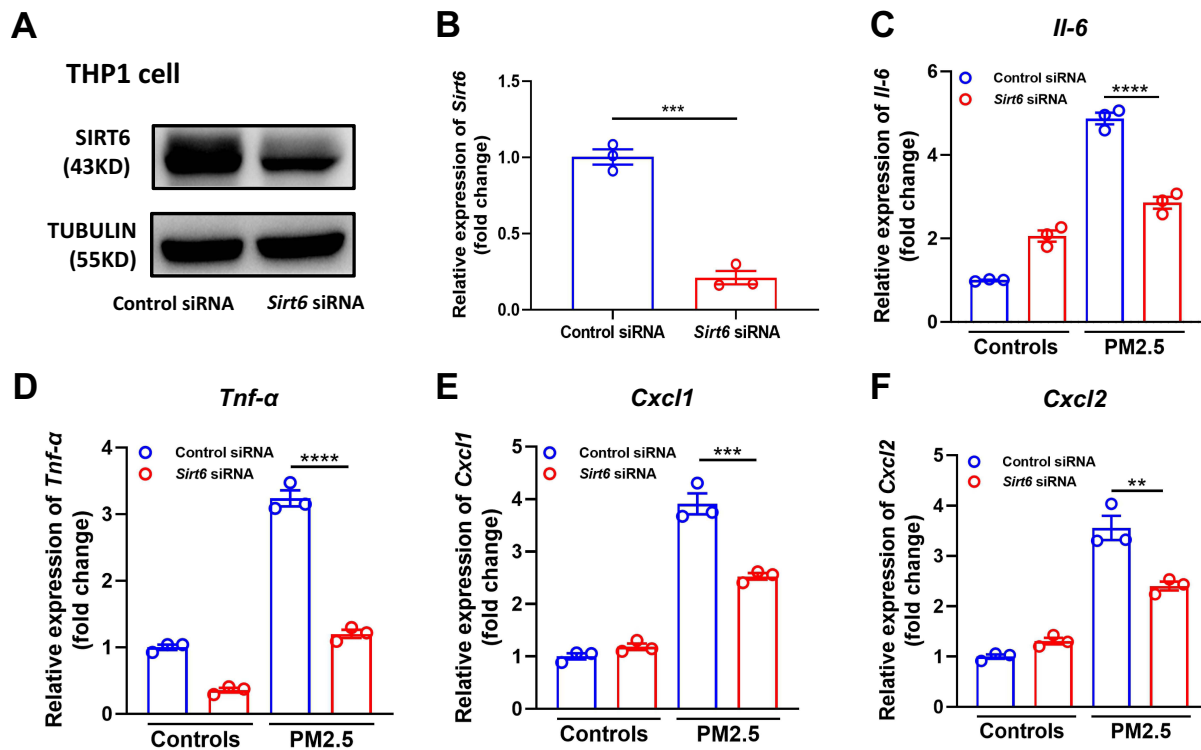 A
THP1 cell
SIRT6
(43KD)
TUBULIN
(55KD)
Control siRNA
Sirt6 siRNA
B
Relative expression of Sirt6
(fold change)
1.5
1.0
0.5
0.0
***
Control siRNA
Sirt6 siRNA
C
Il-6
Relative expression of Il-6
(fold change)
6
4
2
0
Control siRNA
Sirt6 siRNA
****
Controls
PM2.5
D
Tnf-α
Relative expression of Tnf-α
(fold change)
4
3
2
1
0
Control siRNA
Sirt6 siRNA
****
Controls
PM2.5
E
Cxcl1
Relative expression of Cxcl1
(fold change)
5
4
3
2
1
0
Control siRNA
Sirt6 siRNA
***
Controls
PM2.5
F
Cxcl2
Relative expression of Cxcl2
(fold change)
5
4
3
2
1
0
Control siRNA
Sirt6 siRNA
**
Controls
PM2.5